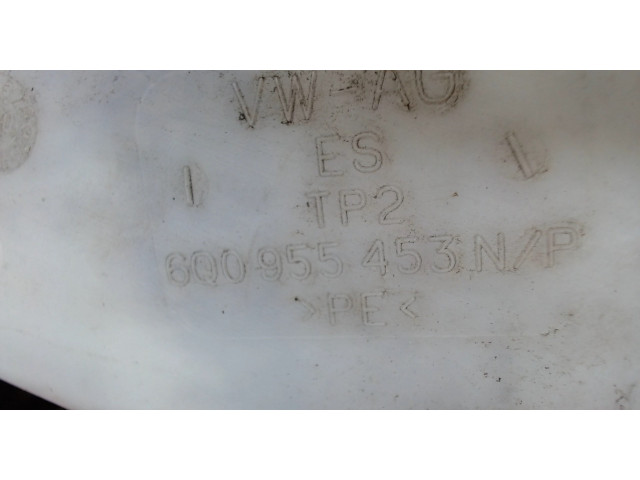 VW-AG
ES
I L
TP2
6Q0 955 453 N/P
>PE<